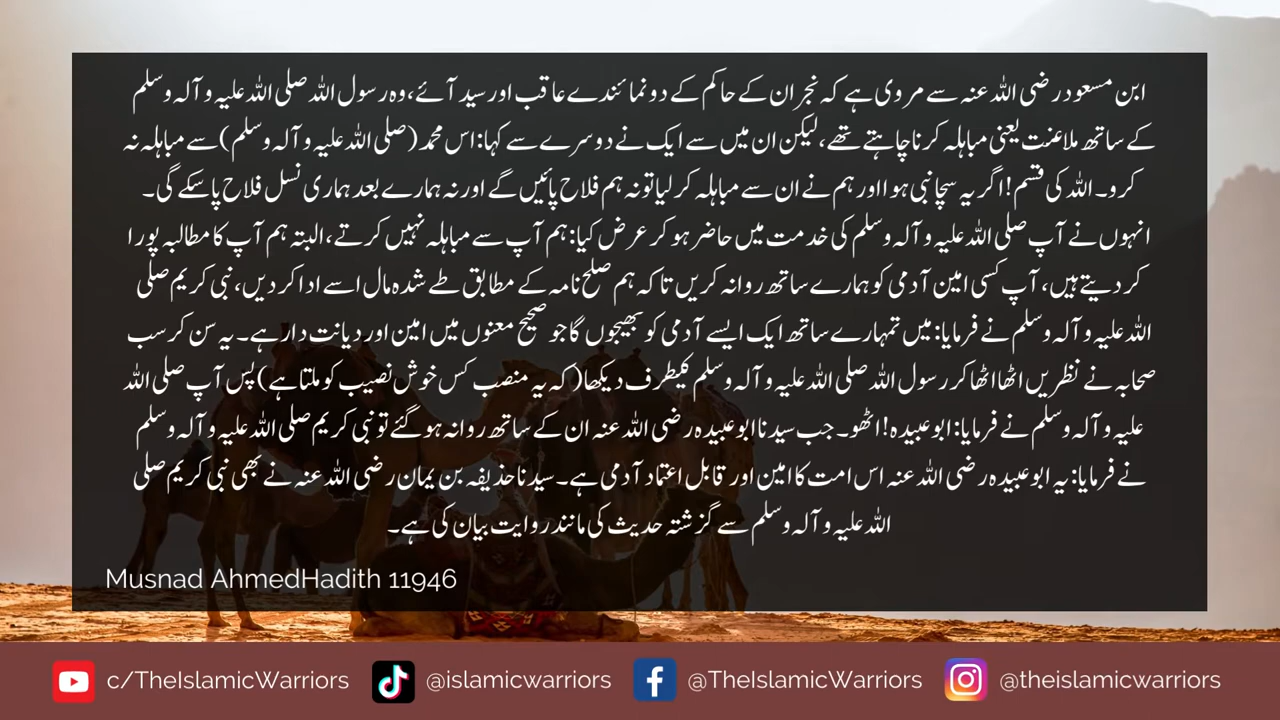 ابن مسعود رضی اللہ عنہ سے مروی ہے کہ نجران کے حاکم کے دو نمائندے عاقب اور سید آئے، وہ رسول اللہ صلی اللہ علیہ وآلہ وسلم
کے ساتھ ملاعنت یعنی مباہلہ کرنا چاہتے تھے، لیکن ان میں سے ایک نے دوسرے سے کہا: اس محمد (صلی اللہ علیہ وآلہ وسلم) سے مباہلہ نہ
کرو۔ اللہ کی قسم! اگر یہ سچا نبی ہوا اور ہم نے ان سے مباہلہ کر لیا تو نہ ہم فلاح پائیں گے اور نہ ہمارے بعد ہماری نسل فلاح پا سکے گی۔
انہوں نے آپ صلی اللہ علیہ وآلہ وسلم کی خدمت میں حاضر ہو کر عرض کیا: ہم آپ سے مباہلہ نہیں کرتے، البتہ ہم آپ کا مطالبہ پورا
کر دیتے ہیں، آپ کسی امین آدمی کو ہمارے ساتھ روانہ کریں تاکہ ہم صلح نامہ کے مطابق طے شدہ مال اسے ادا کر دیں، نبی کریم صلی
اللہ علیہ وآلہ وسلم نے فرمایا: میں تمہارے ساتھ ایک ایسے آدمی کو بھیجوں گا جو صحیح معنوں میں امین اور دیانت دار ہے۔ یہ سن کر سب
صحابہ نے نظریں اٹھا اٹھا کر رسول اللہ صلی اللہ علیہ وآلہ وسلم کیطرف دیکھا (کہ یہ منصب کس خوش نصیب کو ملتا ہے) پس آپ صلی اللہ
علیہ وآلہ وسلم نے فرمایا: ابو عبیدہ! اٹھو۔ جب سیدنا ابو عبیدہ رضی اللہ عنہ ان کے ساتھ روانہ ہو گئے تو نبی کریم صلی اللہ علیہ وآلہ وسلم
نے فرمایا: یہ ابو عبیدہ رضی اللہ عنہ اس امت کا امین اور قابل اعتماد آدمی ہے۔ سیدنا حذیفہ بن یمان رضی اللہ عنہ نے بھی نبی کریم صلی
اللہ علیہ وآلہ وسلم سے گزشتہ حدیث کی مانند روایت بیان کی ہے۔
Musnad AhmedHadith 11946
c/TheIslamicWarriors @islamicwarriors @TheIslamicWarriors @theislamicwarriors